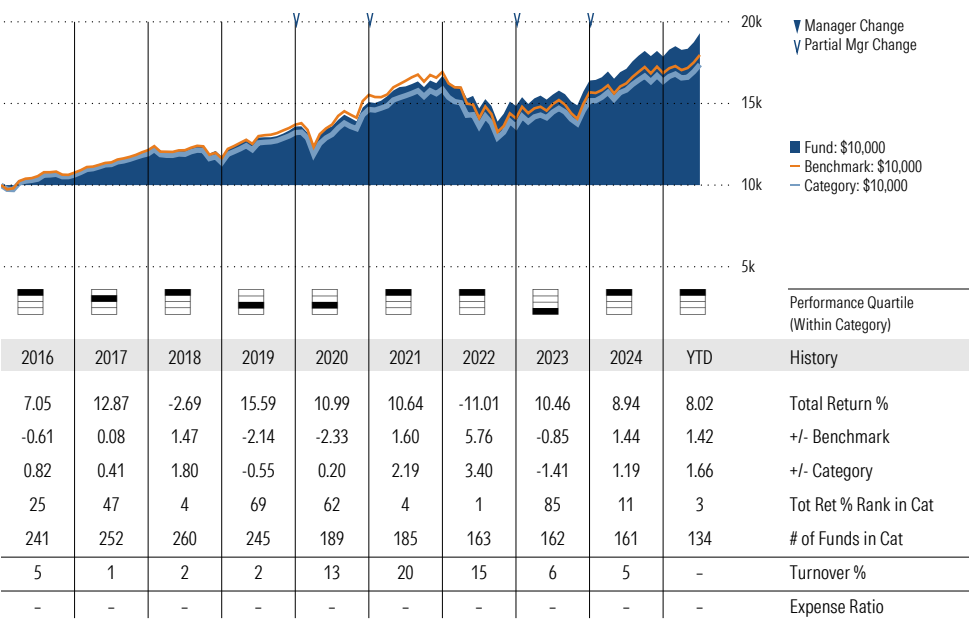 20k
Manager Change
Partial Mgr Change
15k
Fund: $10,000
Benchmark: $10,000
Category: $10,000
10k
5k
Performance Quartile
(Within Category)
2016 2017 2018 2019 2020 2021 2022 2023 2024 YTD History
7.05 12.87 -2.69 15.59 10.99 10.64 -11.01 10.46 8.94 8.02 Total Return %
-0.61 0.08 1.47 -2.14 -2.33 1.60 5.76 -0.85 1.44 1.42 +/- Benchmark
0.82 0.41 1.80 -0.55 0.20 2.19 3.40 -1.41 1.19 1.66 +/- Category
25 47 4 69 62 4 1 85 11 3 Tot Ret % Rank in Cat
241 252 260 245 189 185 163 162 161 134 # of Funds in Cat
5 1 2 2 13 20 15 6 5 – Turnover %
– – – – – – – – – – Expense Ratio